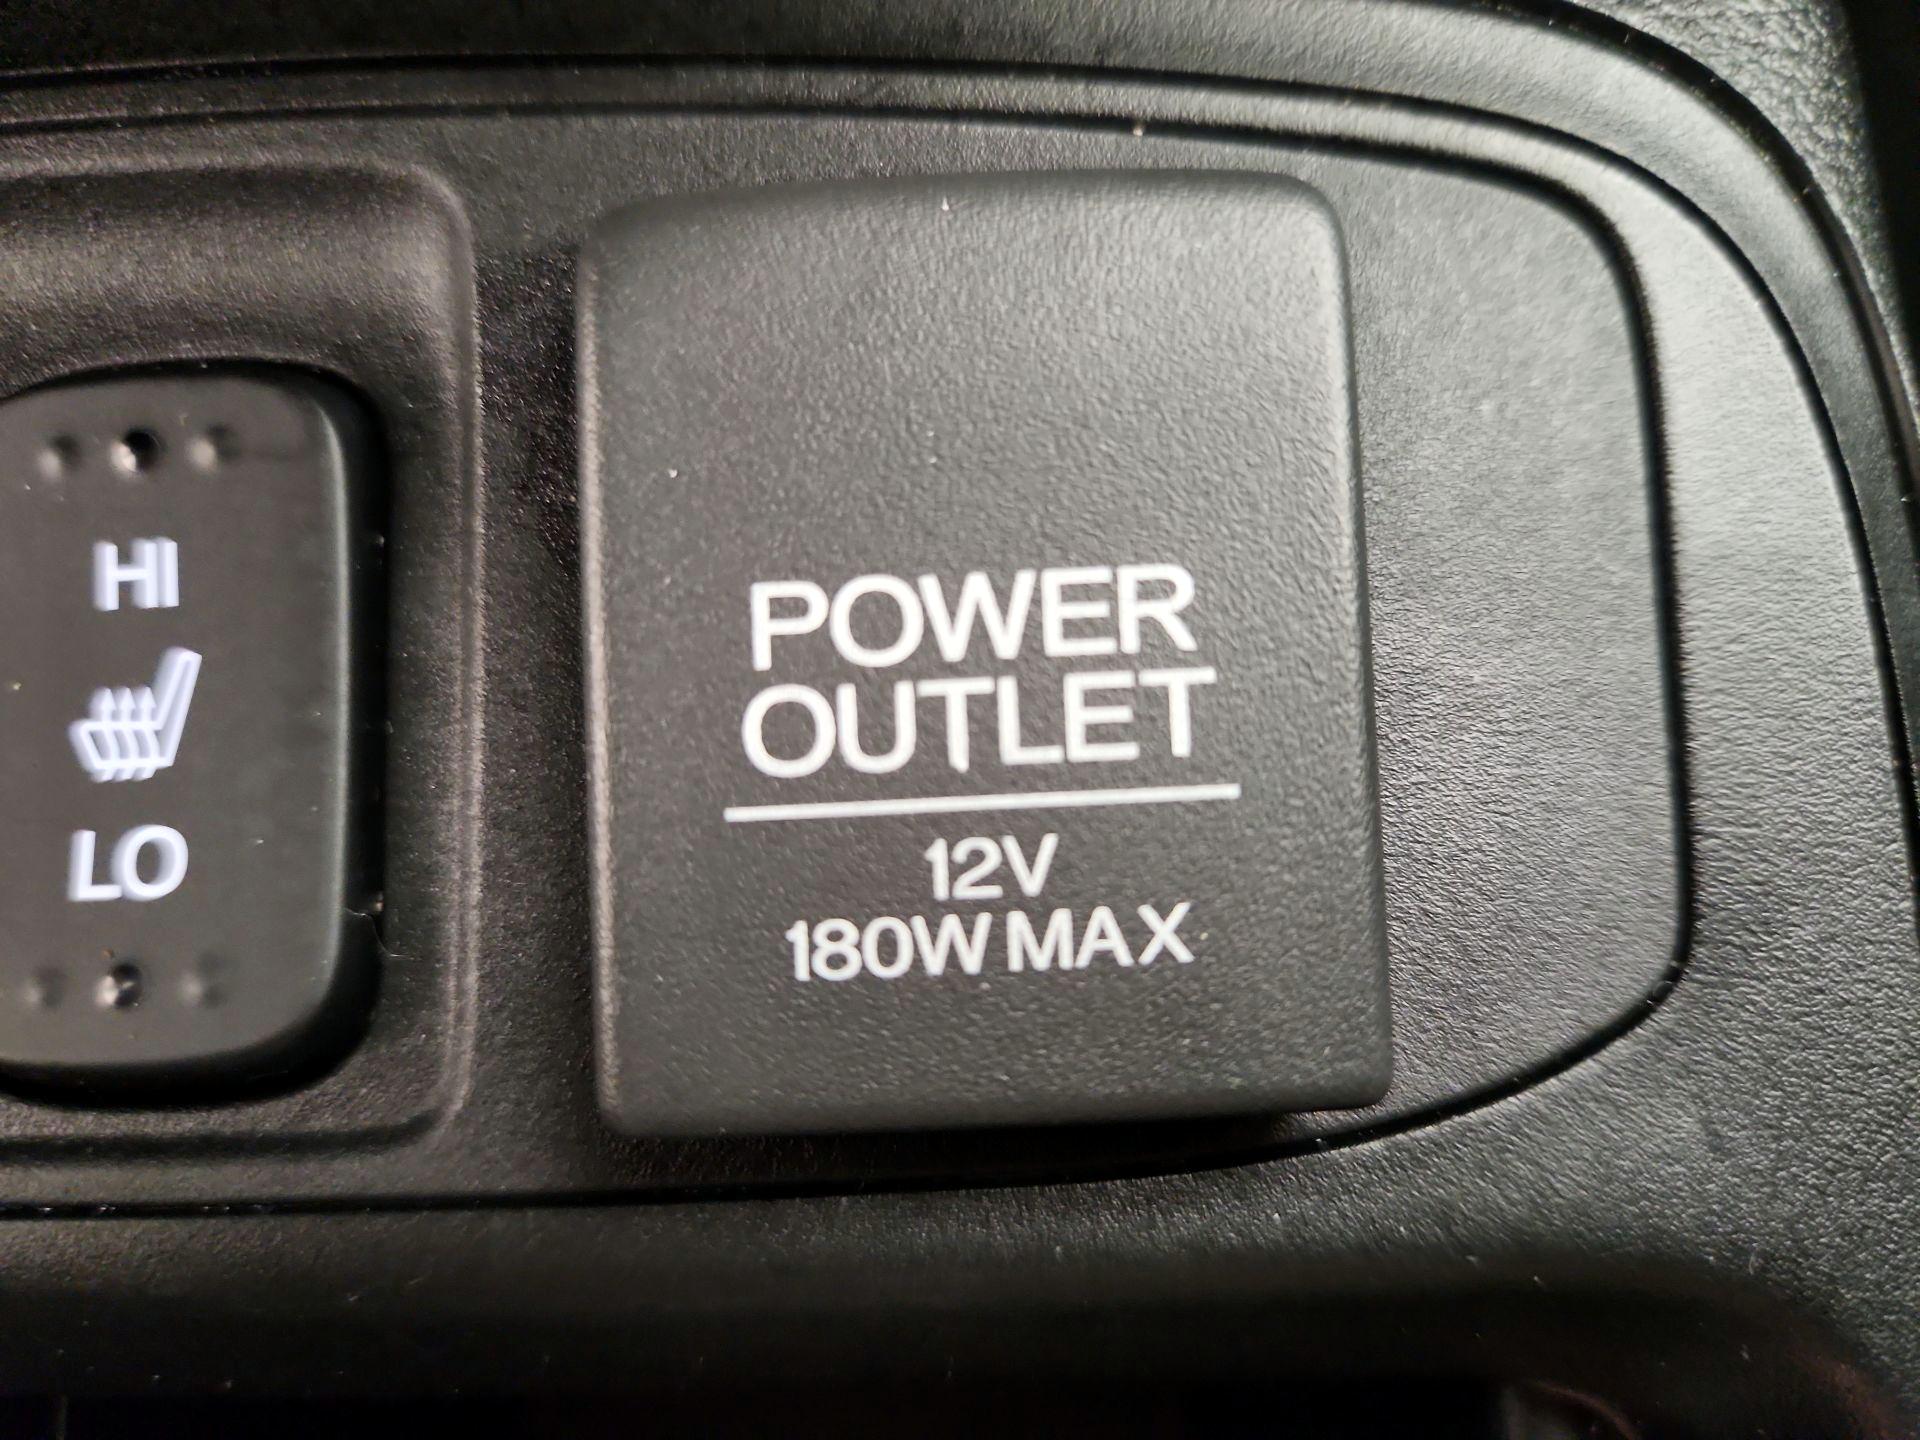 HI
LO
POWER
OUTLET
12V
180W MAX